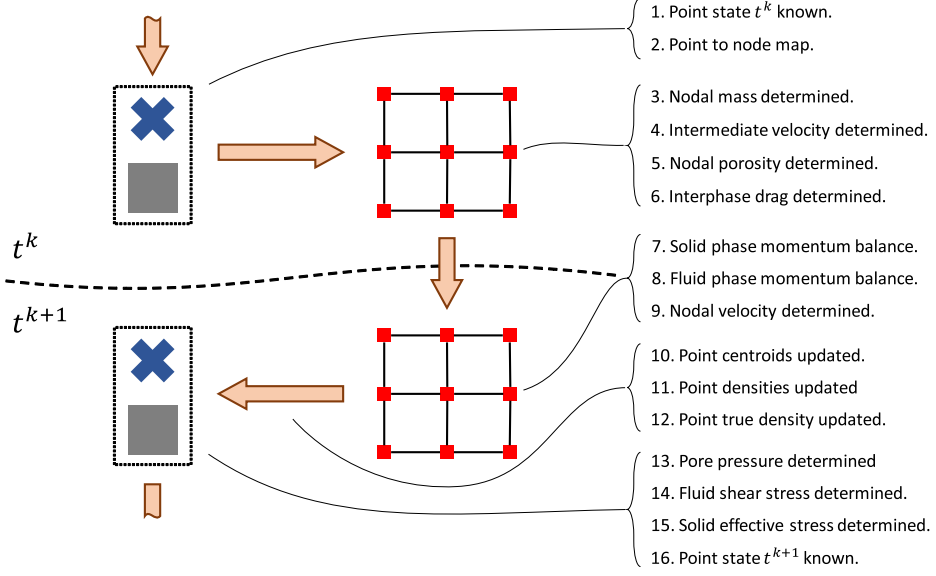 1. Point state t^k known.
2. Point to node map.
3. Nodal mass determined.
4. Intermediate velocity determined.
5. Nodal porosity determined.
6. Interphase drag determined.
t^k
7. Solid phase momentum balance.
8. Fluid phase momentum balance.
9. Nodal velocity determined.
t^{k+1}
10. Point centroids updated.
11. Point densities updated
12. Point true density updated.
13. Pore pressure determined
14. Fluid shear stress determined.
15. Solid effective stress determined.
16. Point state t^{k+1} known.